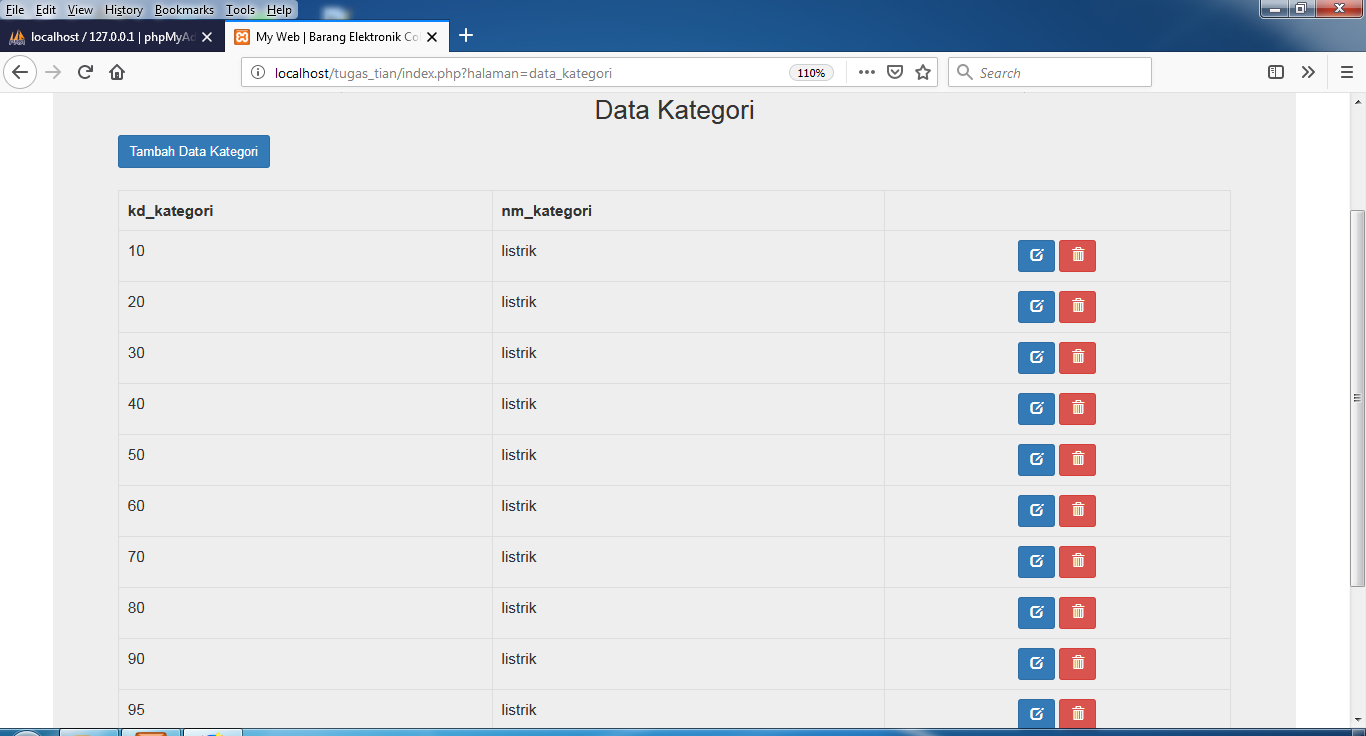 File Edit View History Bookmarks Tools Help
localhost / 127.0.0.1 | phpMyAd
My Web | Barang Elektronik Co
localhost/tugas_tian/index.php?halaman=data_kategori
110%
Search
Data Kategori
Tambah Data Kategori
kd_kategori nm_kategori
10 listrik
20 listrik
30 listrik
40 listrik
50 listrik
60 listrik
70 listrik
80 listrik
90 listrik
95 listrik